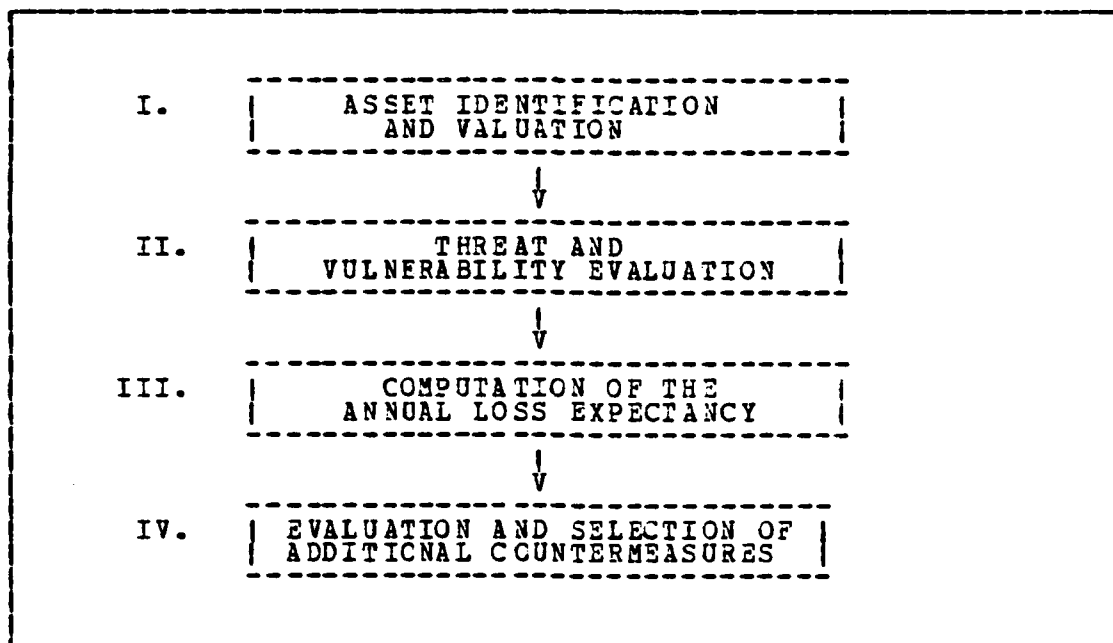 I. ASSET IDENTIFICATION
AND VALUATION
II. THREAT AND
VULNERABILITY EVALUATION
III. COMPUTATION OF THE
ANNUAL LOSS EXPECTANCY
IV. EVALUATION AND SELECTION OF
ADDITICNAL COUNTERMEASURES